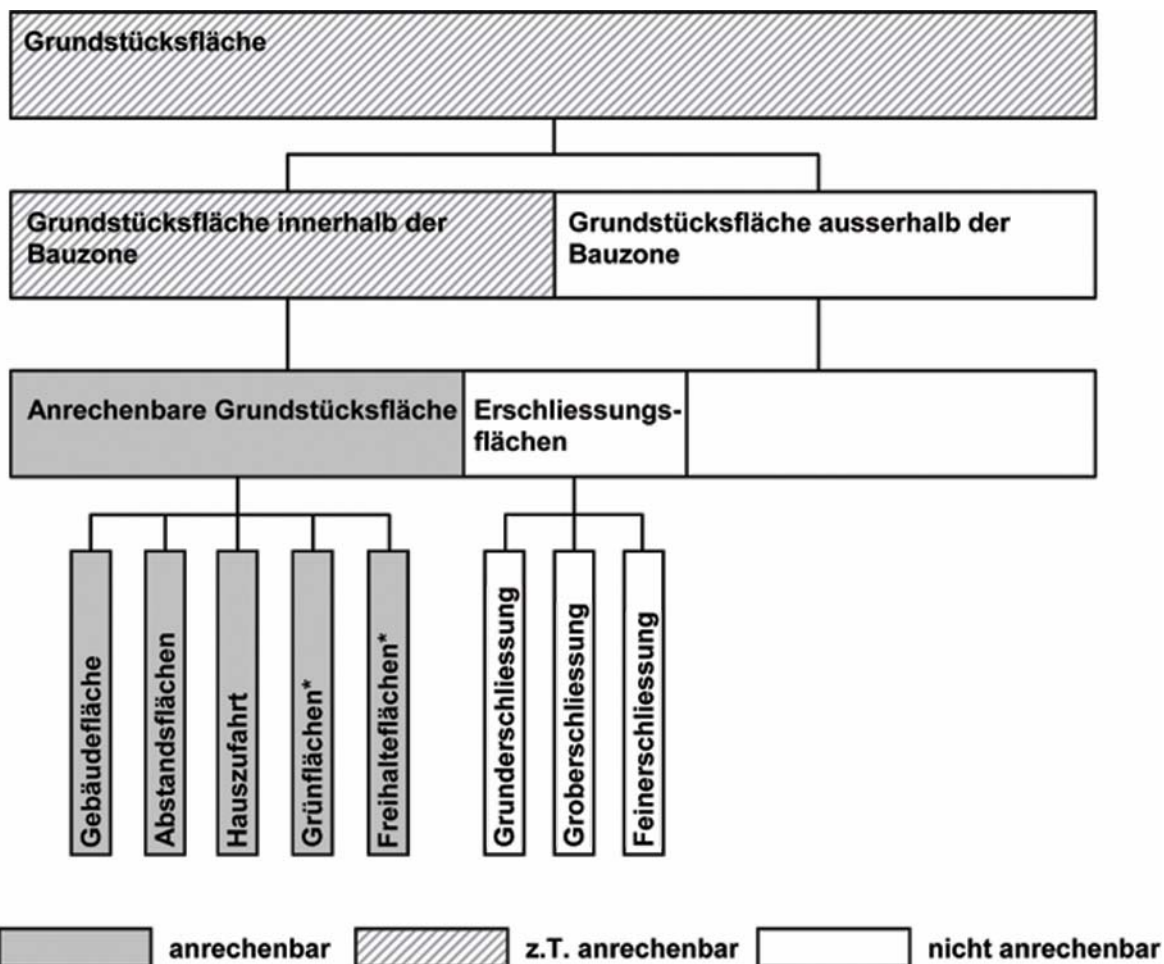 Grundstücksfläche
Grundstücksfläche innerhalb der
Bauzone
Grundstücksfläche ausserhalb der
Bauzone
Anrechenbare Grundstücksfläche
Erschliessungs-
flächen
Gebäudefläche
Abstandsflächen
Hauszufahrt
Grünflächen*
Freihalteflächen*
Grunderschliessung
Groberschliessung
Feinerschliessung
anrechenbar
z.T. anrechenbar
nicht anrechenbar